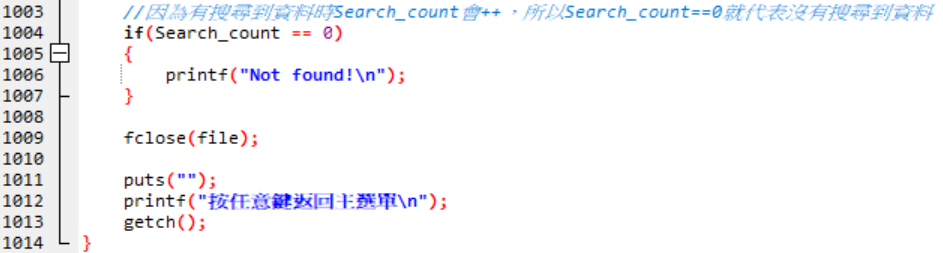 1003 //因為有搜尋到資料時Search_count會++，所以Search_count==0就代表沒有搜尋到資料
1004 if(Search_count == 0)
1005 {
1006 printf("Not found!\n");
1007 }
1008
1009 fclose(file);
1010
1011 puts("");
1012 printf("按任意鍵返回主選單\n");
1013 getch();
1014 }